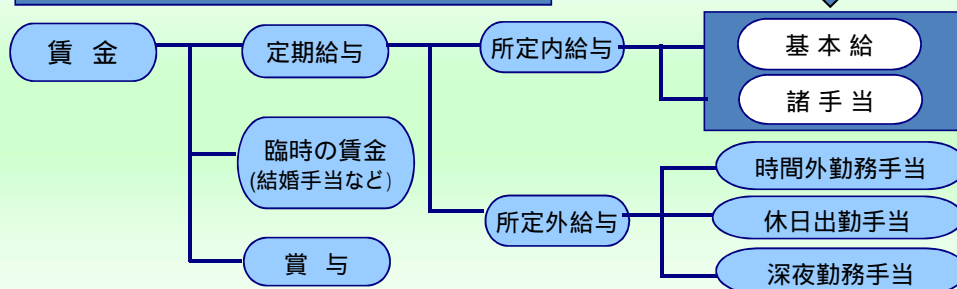 賃 金
定期給与
所定内給与
基 本 給
諸 手 当
臨時の賃金
(結婚手当など)
所定外給与
時間外勤務手当
休日出勤手当
深夜勤務手当
賞 与